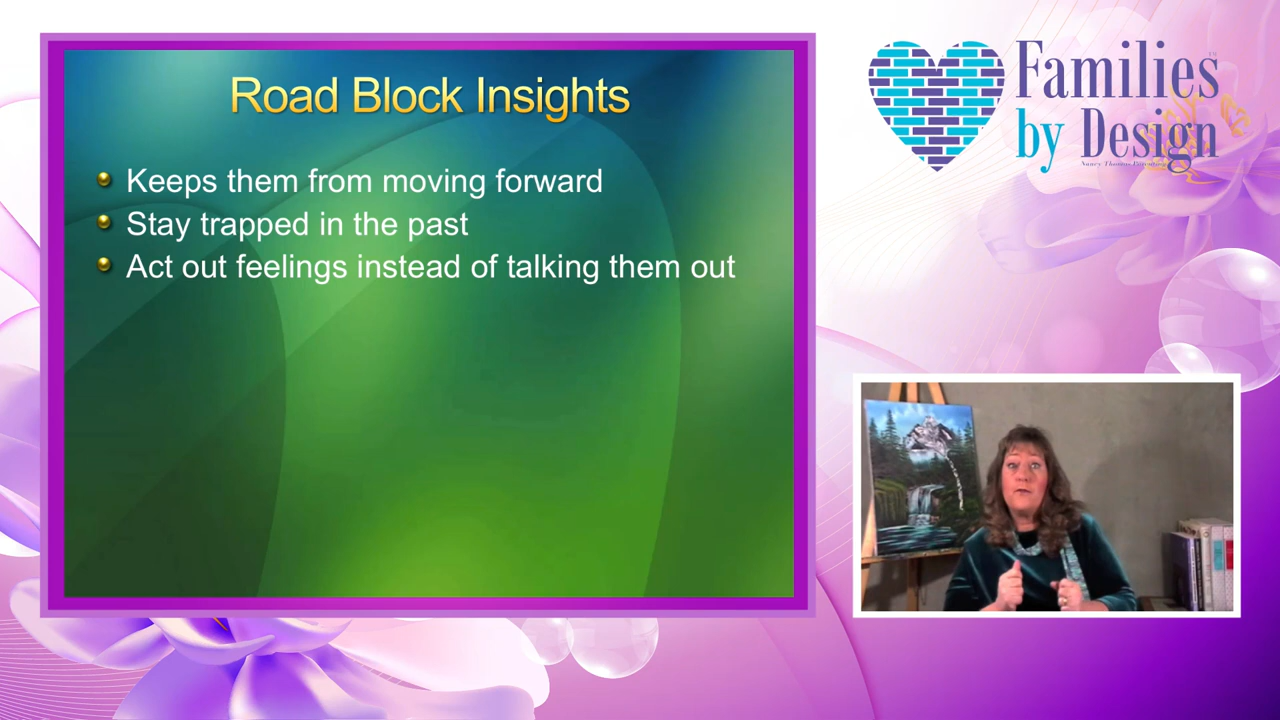 Road Block Insights
Keeps them from moving forward
Stay trapped in the past
Act out feelings instead of talking them out
Families
by Design